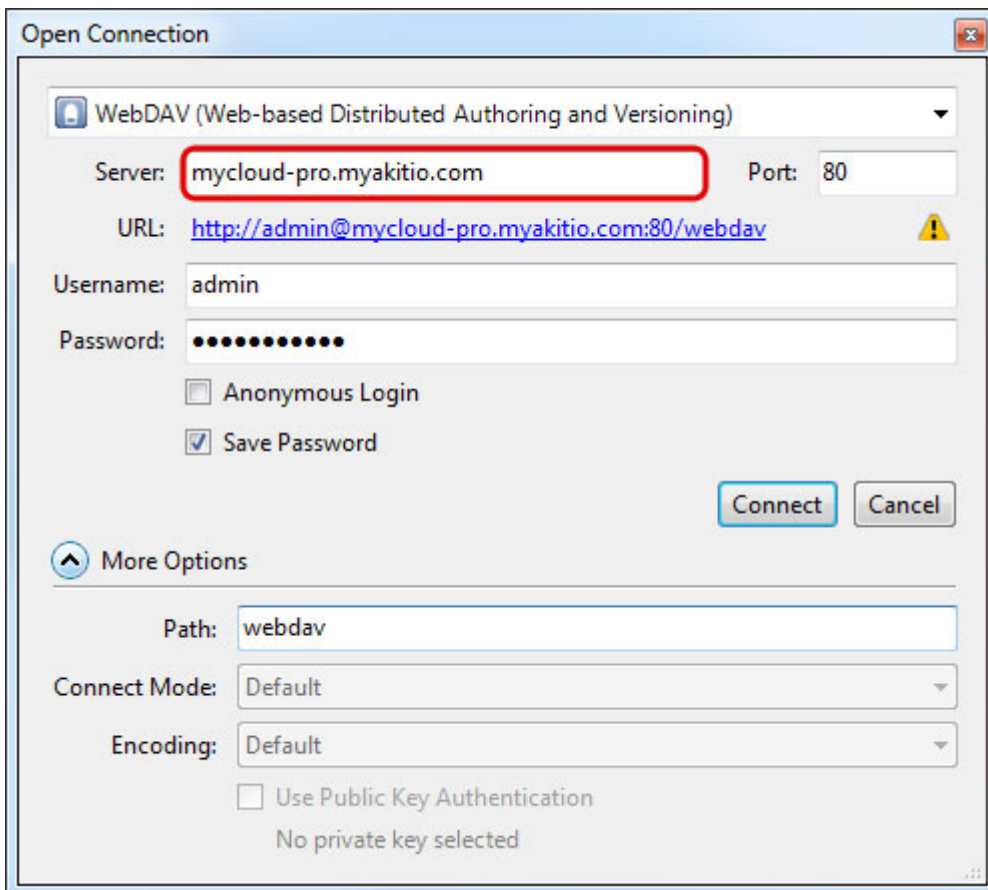 Open Connection
WebDAV (Web-based Distributed Authoring and Versioning)
Server: mycloud-pro.myakitio.com Port: 80
URL: http://admin@mycloud-pro.myakitio.com:80/webdav
Username: admin
Password: •••••••••••
Anonymous Login
Save Password
Connect Cancel
More Options
Path: webdav
Connect Mode: Default
Encoding: Default
Use Public Key Authentication
No private key selected